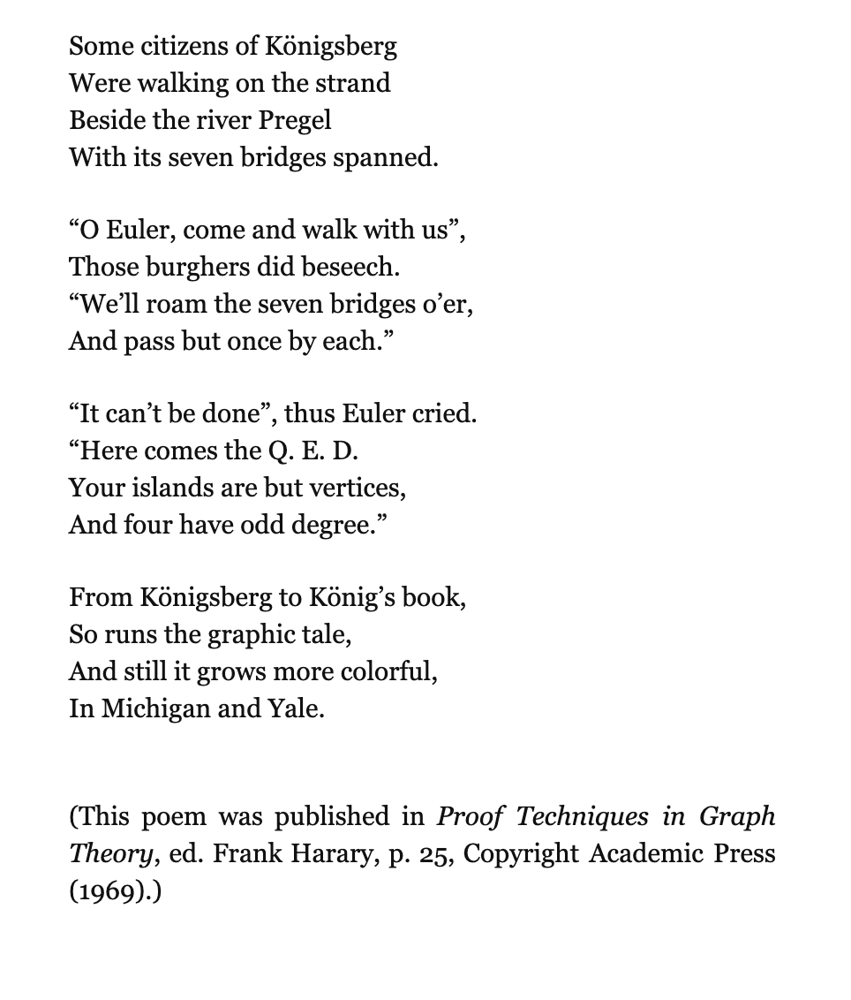 Some citizens of Königsberg
Were walking on the strand
Beside the river Pregel
With its seven bridges spanned.
“O Euler, come and walk with us”,
Those burghers did beseech.
“We’ll roam the seven bridges o’er,
And pass but once by each.”
“It can’t be done”, thus Euler cried.
“Here comes the Q. E. D.
Your islands are but vertices,
And four have odd degree.”
From Königsberg to König’s book,
So runs the graphic tale,
And still it grows more colorful,
In Michigan and Yale.
(This poem was published in Proof Techniques in Graph
Theory, ed. Frank Harary, p. 25, Copyright Academic Press
(1969).)